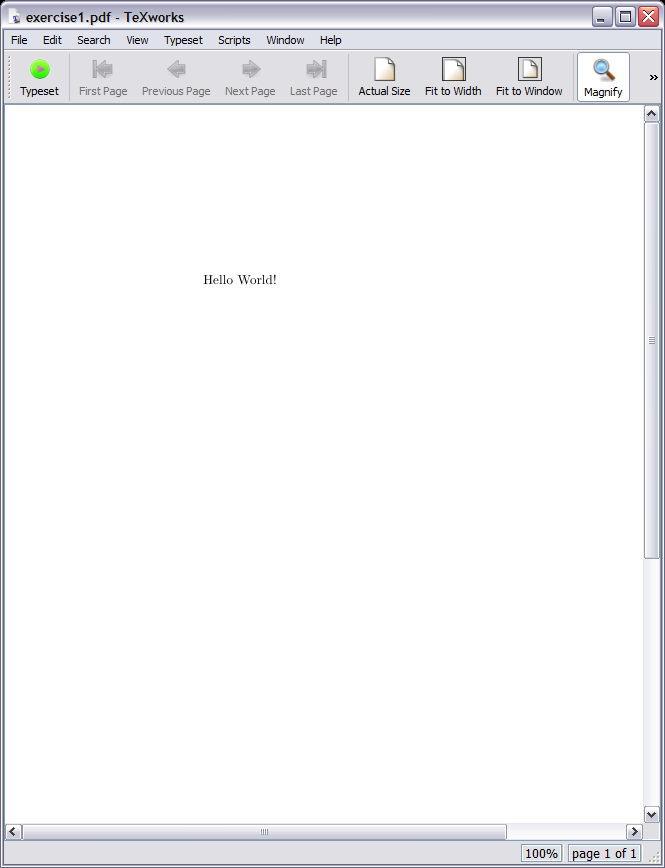 exercise1.pdf - TeXworks
File Edit Search View Typeset Scripts Window Help
Typeset First Page Previous Page Next Page Last Page Actual Size Fit to Width Fit to Window Magnify »
Hello World!
100% page 1 of 1